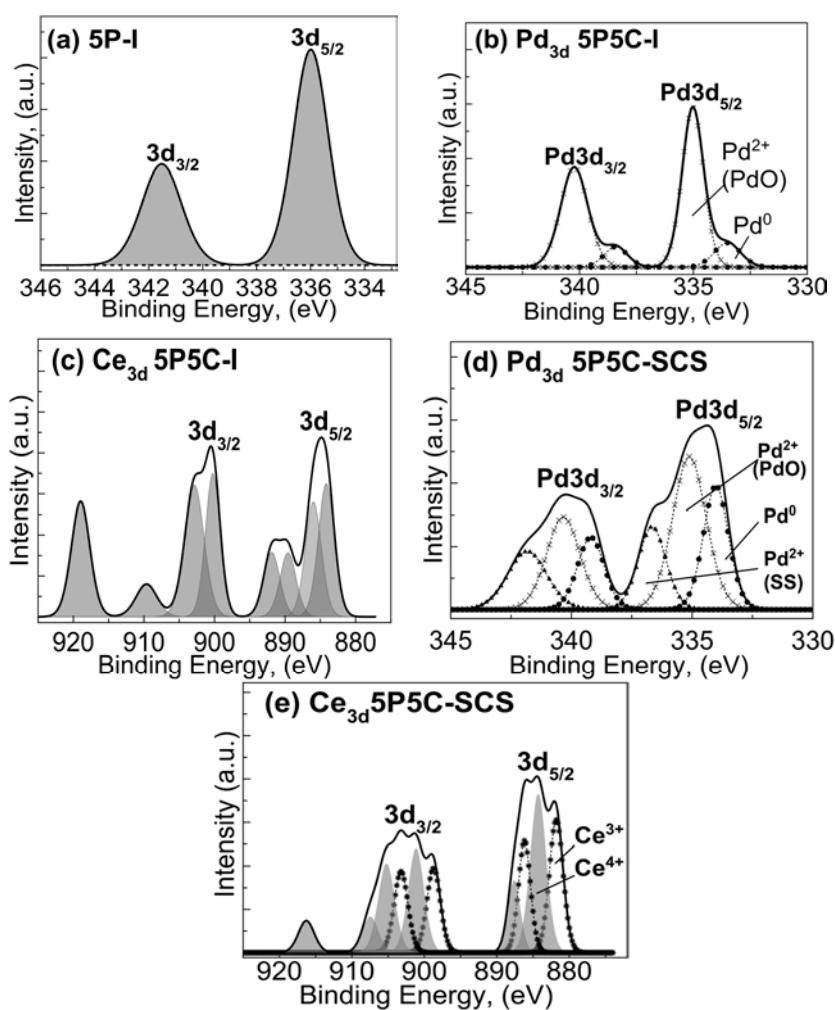 (a) 5P-I
3d5/2
3d3/2
Intensity, (a.u.)
346 344 342 340 338 336 334
Binding Energy, (eV)
(b) Pd3d 5P5C-I
Pd3d5/2
Pd3d3/2
Pd2+
(PdO)
Pd0
Intensity (a.u.)
345 340 335 330
Binding Energy, (eV)
(c) Ce3d 5P5C-I
3d3/2
3d5/2
Intensity (a.u.)
920 910 900 890 880
Binding Energy, (eV)
(d) Pd3d 5P5C-SCS
Pd3d5/2
Pd3d3/2
Pd2+
(PdO)
Pd0
Pd2+
(SS)
Intensity (a.u.)
345 340 335 330
Binding Energy, (eV)
(e) Ce3d 5P5C-SCS
3d5/2
3d3/2
Ce3+
Ce4+
Intensity (a.u.)
920 910 900 890 880
Binding Energy, (eV)